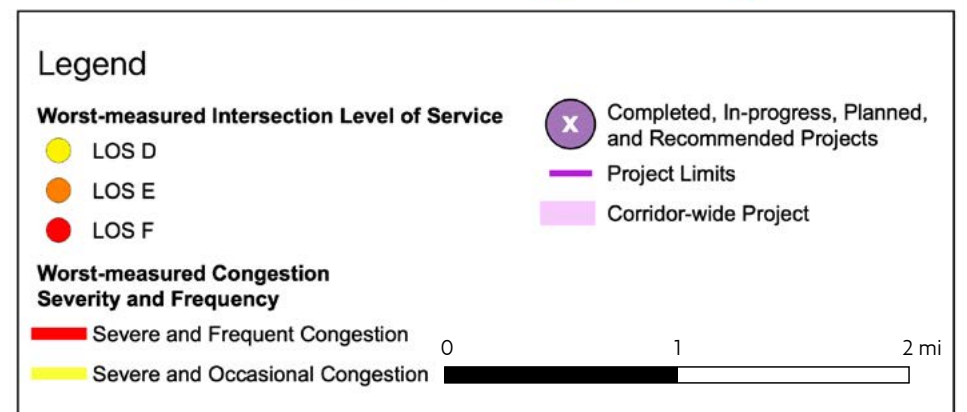 Legend
Worst-measured Intersection Level of Service
LOS D
LOS E
LOS F
Worst-measured Congestion
Severity and Frequency
Severe and Frequent Congestion
Severe and Occasional Congestion
X
Completed, In-progress, Planned,
and Recommended Projects
Project Limits
Corridor-wide Project
0 1 2 mi